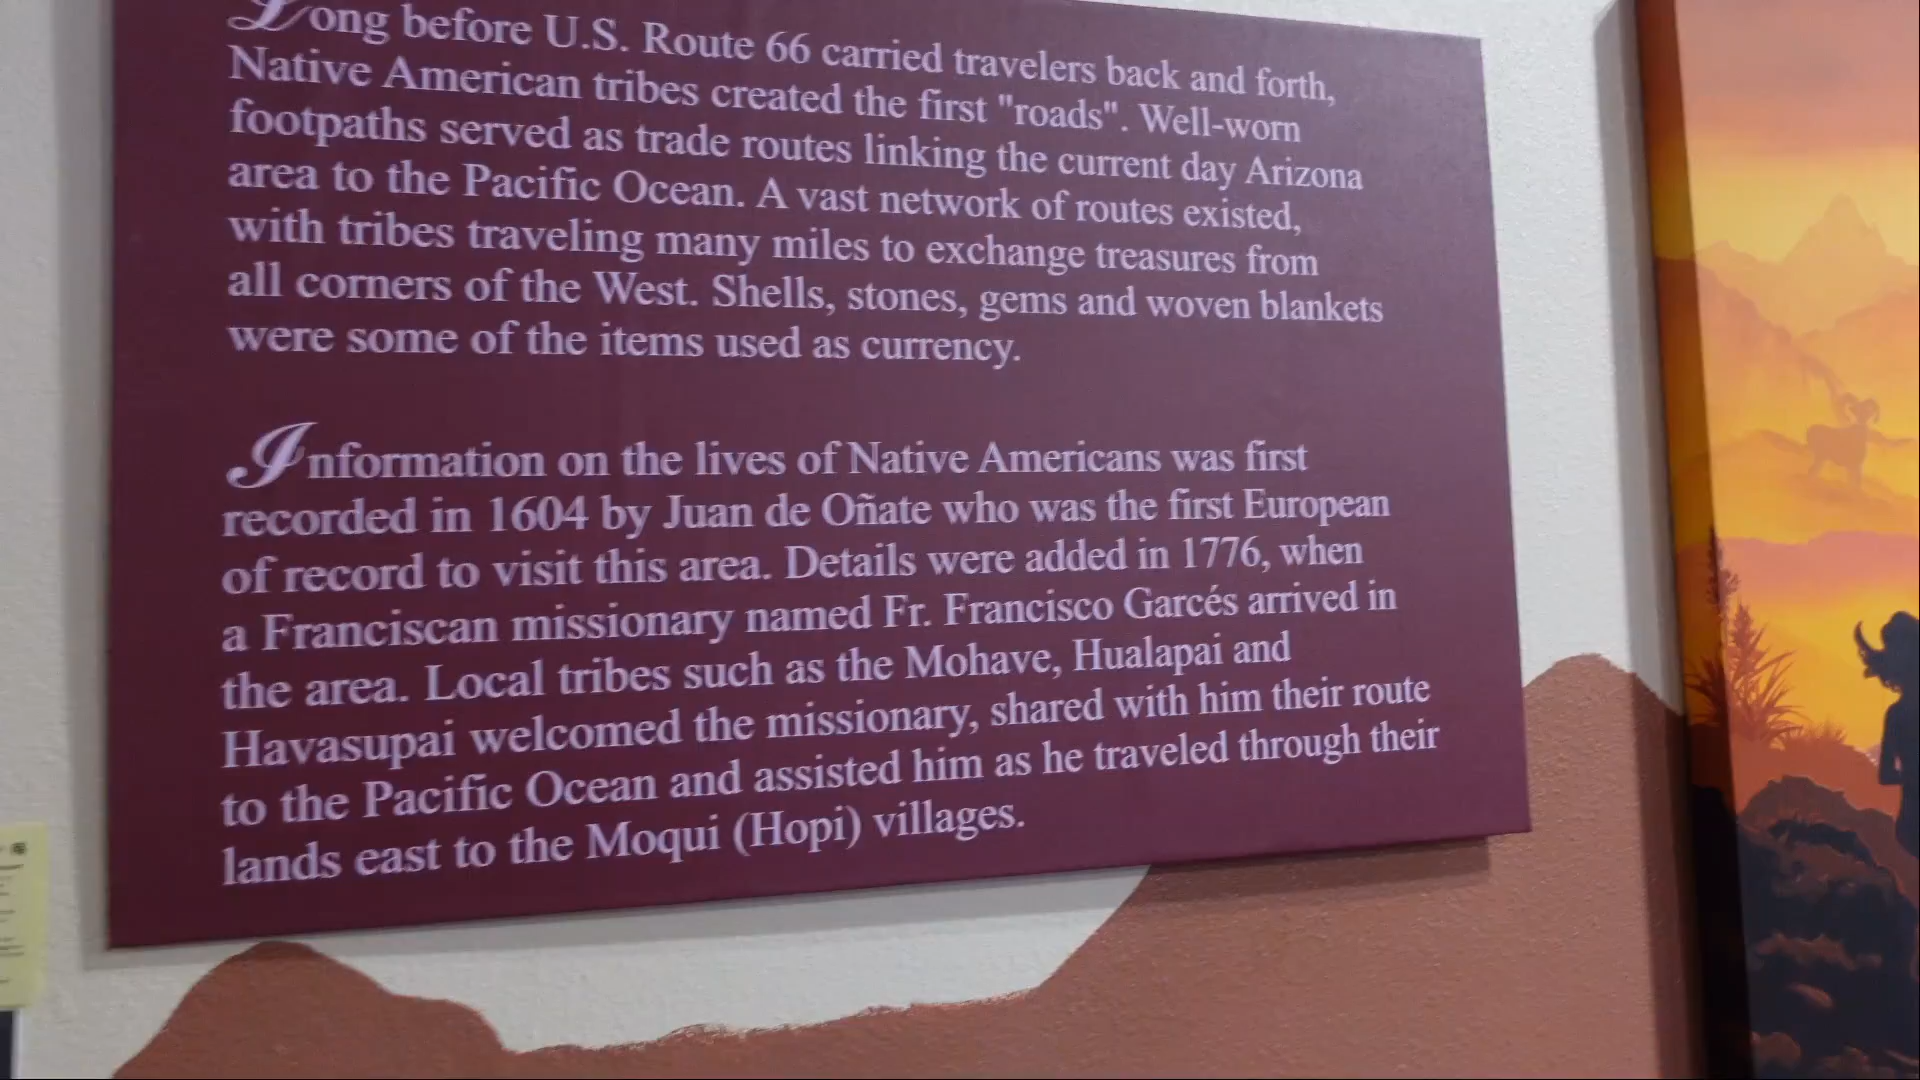 Long before U.S. Route 66 carried travelers back and forth,
Native American tribes created the first "roads". Well-worn
footpaths served as trade routes linking the current day Arizona
area to the Pacific Ocean. A vast network of routes existed,
with tribes traveling many miles to exchange treasures from
all corners of the West. Shells, stones, gems and woven blankets
were some of the items used as currency.
Information on the lives of Native Americans was first
recorded in 1604 by Juan de Oñate who was the first European
of record to visit this area. Details were added in 1776, when
a Franciscan missionary named Fr. Francisco Garcés arrived in
the area. Local tribes such as the Mohave, Hualapai and
Havasupai welcomed the missionary, shared with him their route
to the Pacific Ocean and assisted him as he traveled through their
lands east to the Moqui (Hopi) villages.